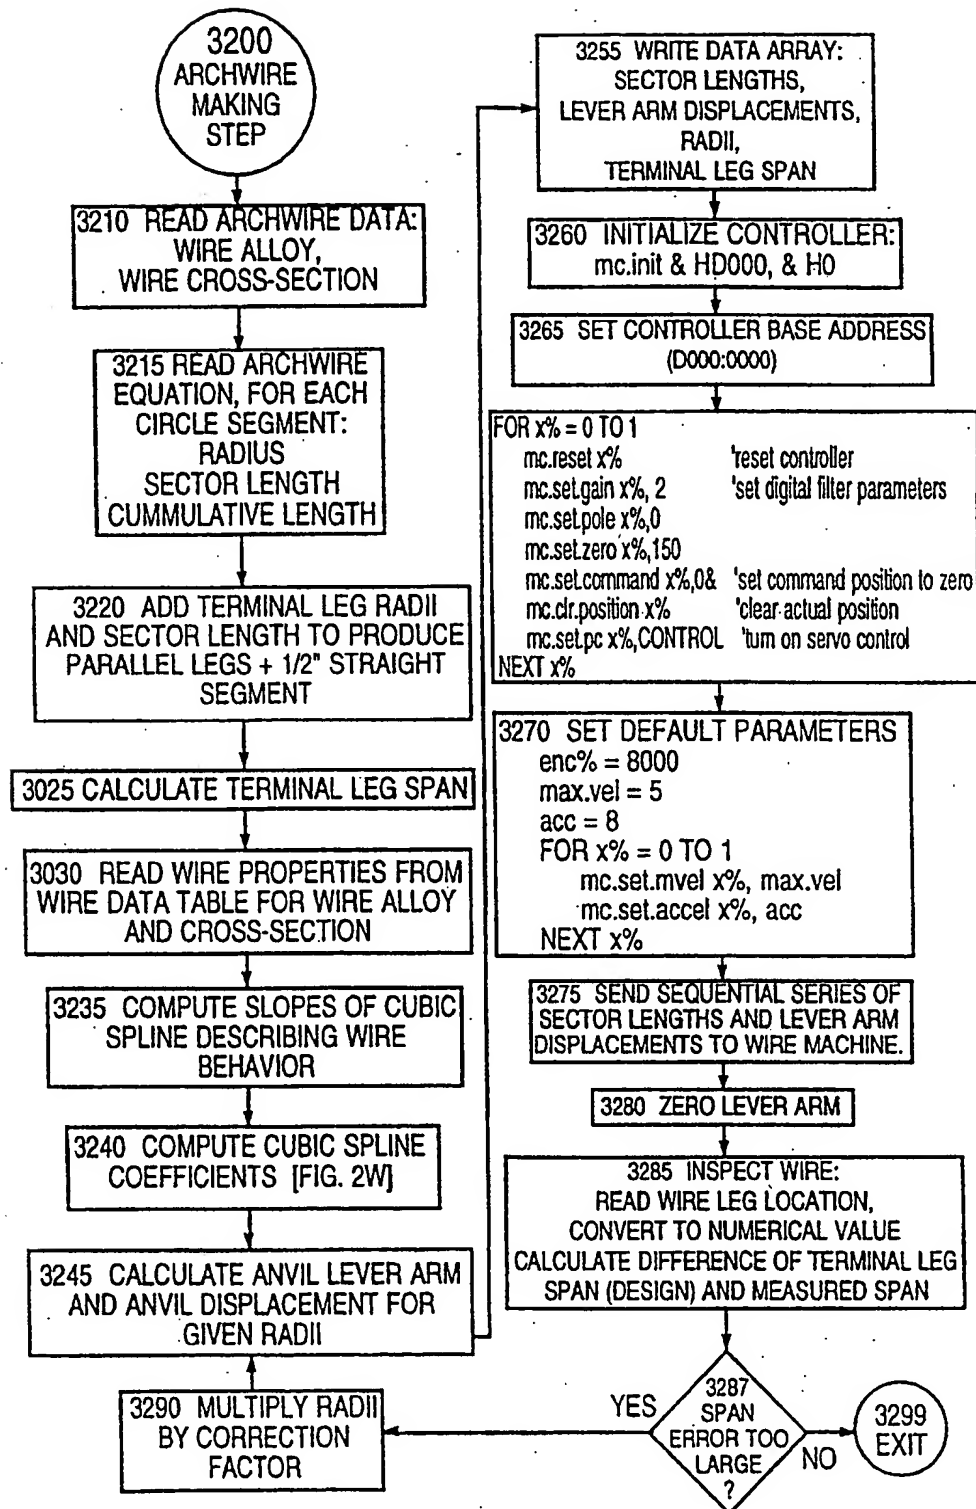 3200
ARCHWIRE
MAKING
STEP
3210 READ ARCHWIRE DATA:
WIRE ALLOY,
WIRE CROSS-SECTION
3215 READ ARCHWIRE
EQUATION, FOR EACH
CIRCLE SEGMENT:
RADIUS
SECTOR LENGTH
CUMMULATIVE LENGTH
3220 ADD TERMINAL LEG RADII
AND SECTOR LENGTH TO PRODUCE
PARALLEL LEGS + 1/2" STRAIGHT
SEGMENT
3025 CALCULATE TERMINAL LEG SPAN
3030 READ WIRE PROPERTIES FROM
WIRE DATA TABLE FOR WIRE ALLOY
AND CROSS-SECTION
3235 COMPUTE SLOPES OF CUBIC
SPLINE DESCRIBING WIRE
BEHAVIOR
3240 COMPUTE CUBIC SPLINE
COEFFICIENTS [FIG. 2W]
3245 CALCULATE ANVIL LEVER ARM
AND ANVIL DISPLACEMENT FOR
GIVEN RADII
3290 MULTIPLY RADII
BY CORRECTION
FACTOR
3255 WRITE DATA ARRAY:
SECTOR LENGTHS,
LEVER ARM DISPLACEMENTS,
RADII,
TERMINAL LEG SPAN
3260 INITIALIZE CONTROLLER:
mc.init & HD000, & H0
3265 SET CONTROLLER BASE ADDRESS
(D000:0000)
FOR x% = 0 TO 1
mc.reset x% 'reset controller
mc.set.gain x%, 2 'set digital filter parameters
mc.set.pole x%,0
mc.set.zero x%,150
mc.set.command x%,0& 'set command position to zero
mc.clr.position x% 'clear actual position
mc.set.pc x%,CONTROL 'turn on servo control
NEXT x%
3270 SET DEFAULT PARAMETERS
enc% = 8000
max.vel = 5
acc = 8
FOR x% = 0 TO 1
mc.set.mvel x%, max.vel
mc.set.accel x%, acc
NEXT x%
3275 SEND SEQUENTIAL SERIES OF
SECTOR LENGTHS AND LEVER ARM
DISPLACEMENTS TO WIRE MACHINE.
3280 ZERO LEVER ARM
3285 INSPECT WIRE:
READ WIRE LEG LOCATION,
CONVERT TO NUMERICAL VALUE
CALCULATE DIFFERENCE OF TERMINAL LEG
SPAN (DESIGN) AND MEASURED SPAN
3287
SPAN
ERROR TOO
LARGE
?
YES
NO
3299
EXIT